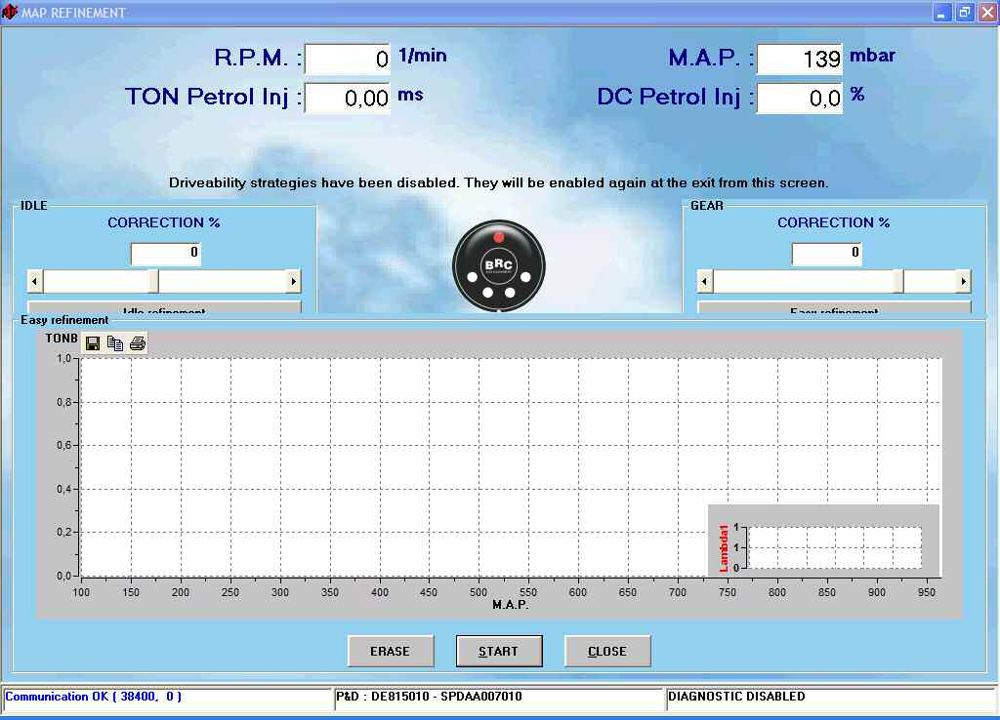 MAP REFINEMENT
R.P.M. : 0 1/min
M.A.P. : 139 mbar
TON Petrol Inj : 0,00 ms
DC Petrol Inj : 0,0 %
Driveability strategies have been disabled. They will be enabled again at the exit from this screen.
IDLE
GEAR
CORRECTION %
CORRECTION %
0
0
BRC
Idle refinement
Easy refinement
Easy refinement
TONB
1,0
0,8
0,6
0,4
0,2
0,0
Lambda1
1
1
0
100 150 200 250 300 350 400 450 500 550 600 650 700 750 800 850 900 950
M.A.P.
ERASE START CLOSE
Communication OK ( 38400, 0 )
P&D : DE815010 - SPDAA007010
DIAGNOSTIC DISABLED